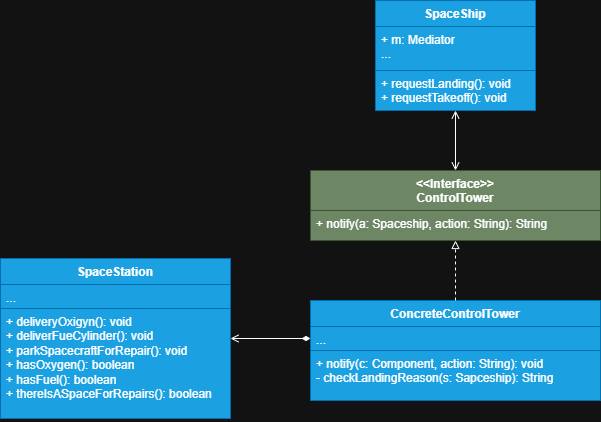 SpaceShip
+ m: Mediator
...
+ requestLanding(): void
+ requestTakeoff(): void
<<Interface>>
ControlTower
+ notify(a: Spaceship, action: String): String
SpaceStation
...
+ deliveryOxigyn(): void
+ deliverFueCylinder(): void
+ parkSpacecraftForRepair(): void
+ hasOxygen(): boolean
+ hasFuel(): boolean
+ thereIsASpaceForRepairs(): boolean
ConcreteControlTower
...
+ notify(c: Component, action: String): void
- checkLandingReason(s: Sapceship): String